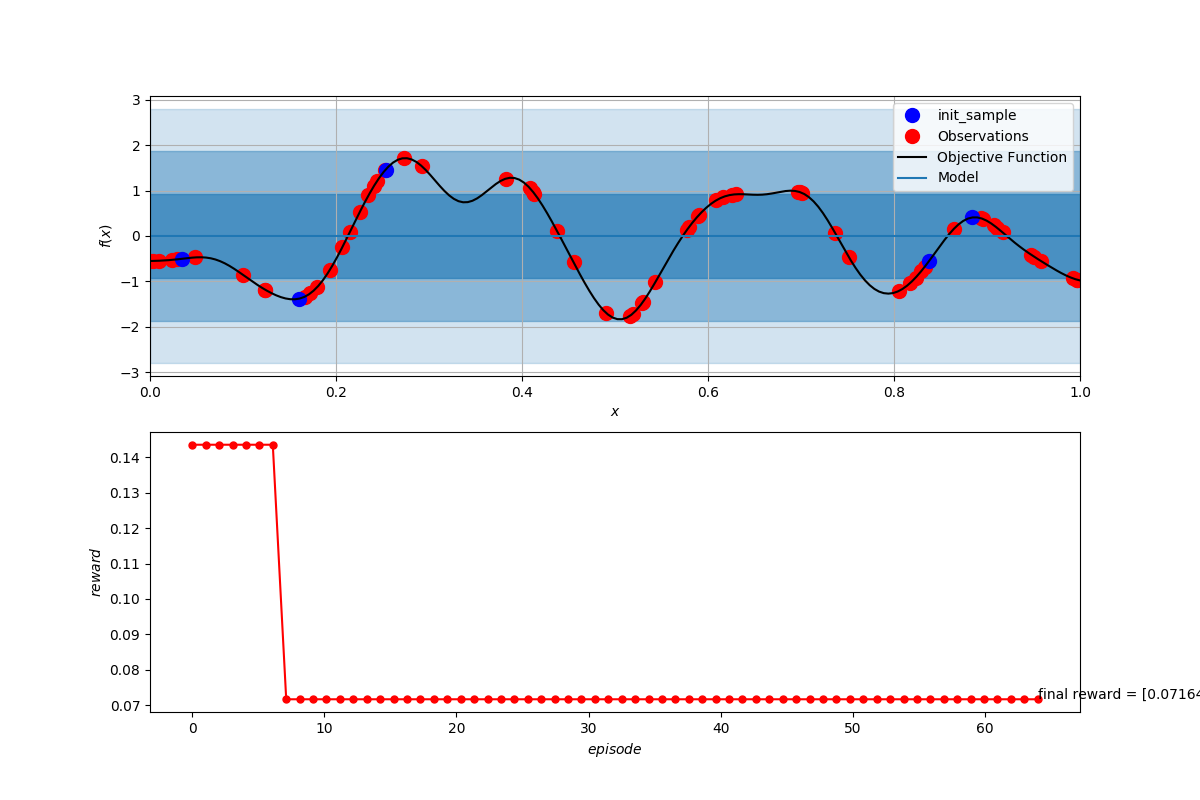 3
2
1
0
−1
−2
−3
f(x)
init_sample
Observations
Objective Function
Model
0.0 0.2 0.4 0.6 0.8 1.0
x
0.14
0.13
0.12
0.11
0.10
0.09
0.08
0.07
reward
final reward = [0.07164
0 10 20 30 40 50 60
episode